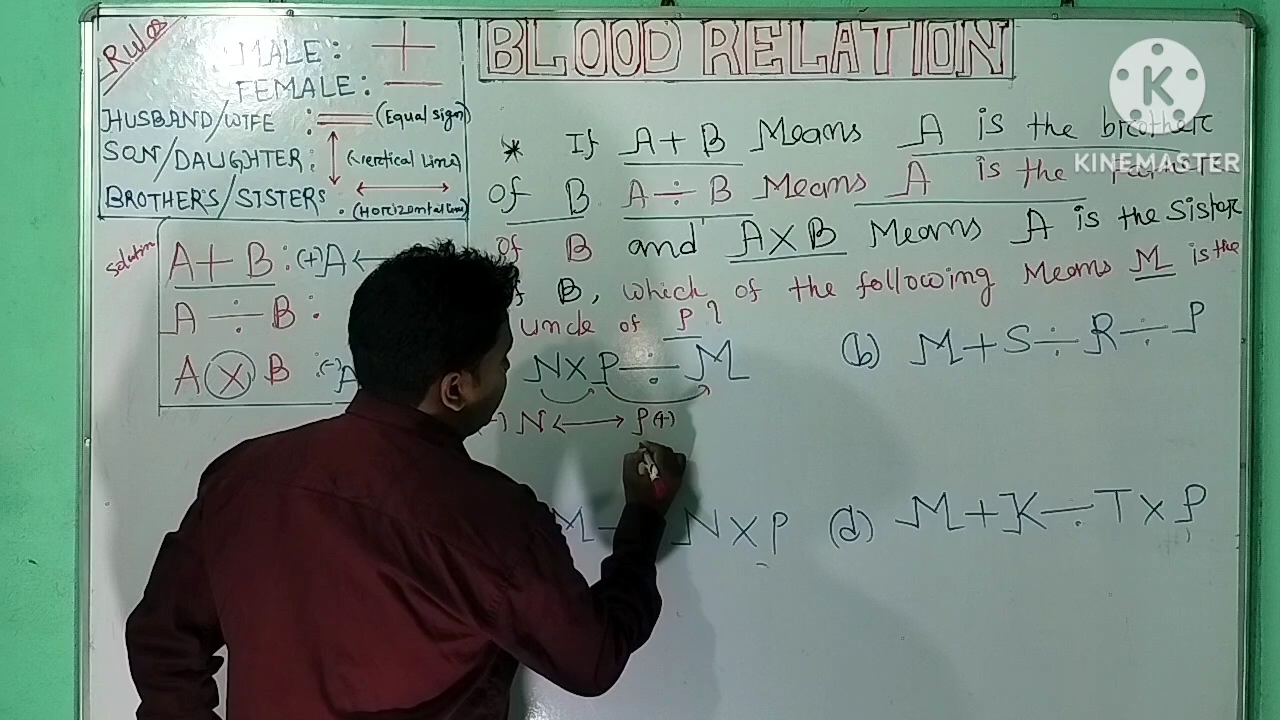 Rules
MALE : +
FEMALE : —
HUSBAND/WIFE : = (Equal sign)
SON/DAUGHTER : ↕ (vertical line)
BROTHER'S/SISTERS : ↔ (Horizontal line)
Solution
A + B : (+) A ←
A ÷ B :
A × B : (-) A
BLOOD RELATION
* If A + B Means A is the brother
of B A ÷ B Means A is the
of B and A × B Means A is the Sister
B, which of the following Means M is the
uncle of P?
N × P ÷ M
N ↔ P (+)
(b) M + S ÷ R ÷ P
M N × P
(d) M + K ÷ T × P
K
KINEMASTER